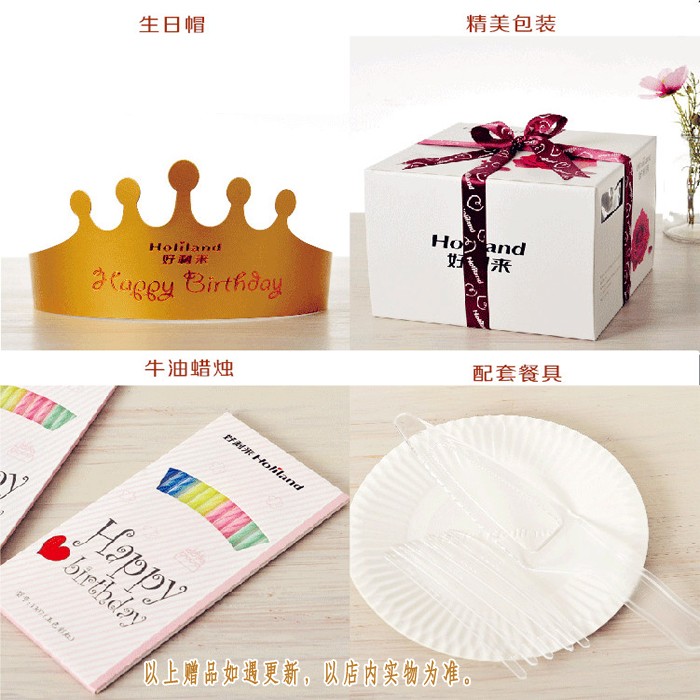 生日帽
精美包装
Holiland
好利来
Happy Birthday
Holiland
好利来
Holiland
牛油蜡烛
配套餐具
好利来 Holiland
Happy
birthday
以上赠品如遇更新，以店内实物为准。